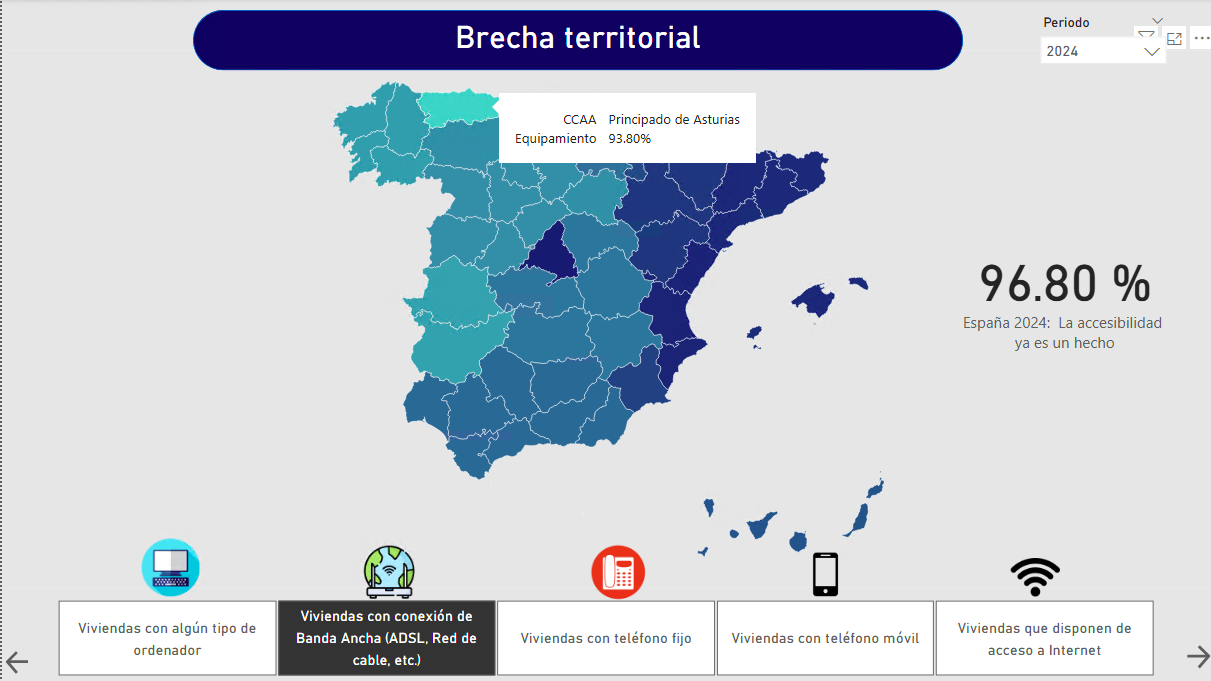 Brecha territorial
Periodo
2024
CCAA Principado de Asturias
Equipamiento 93.80%
96.80 %
España 2024: La accesibilidad
ya es un hecho
Viviendas con algún tipo de
ordenador
Viviendas con conexión de
Banda Ancha (ADSL, Red de
cable, etc.)
Viviendas con teléfono fijo
Viviendas con teléfono móvil
Viviendas que disponen de
acceso a Internet